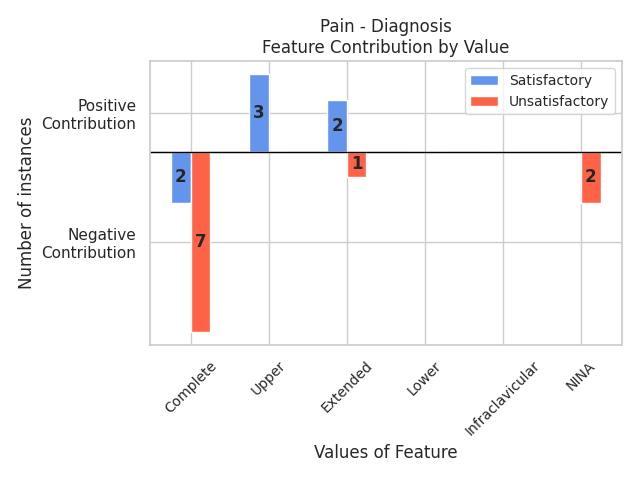 Pain - Diagnosis
Feature Contribution by Value
Satisfactory
Unsatisfactory
Positive
Contribution
Negative
Contribution
Number of instances
2
7
3
2
1
2
Complete
Upper
Extended
Lower
Infraclavicular
NINA
Values of Feature